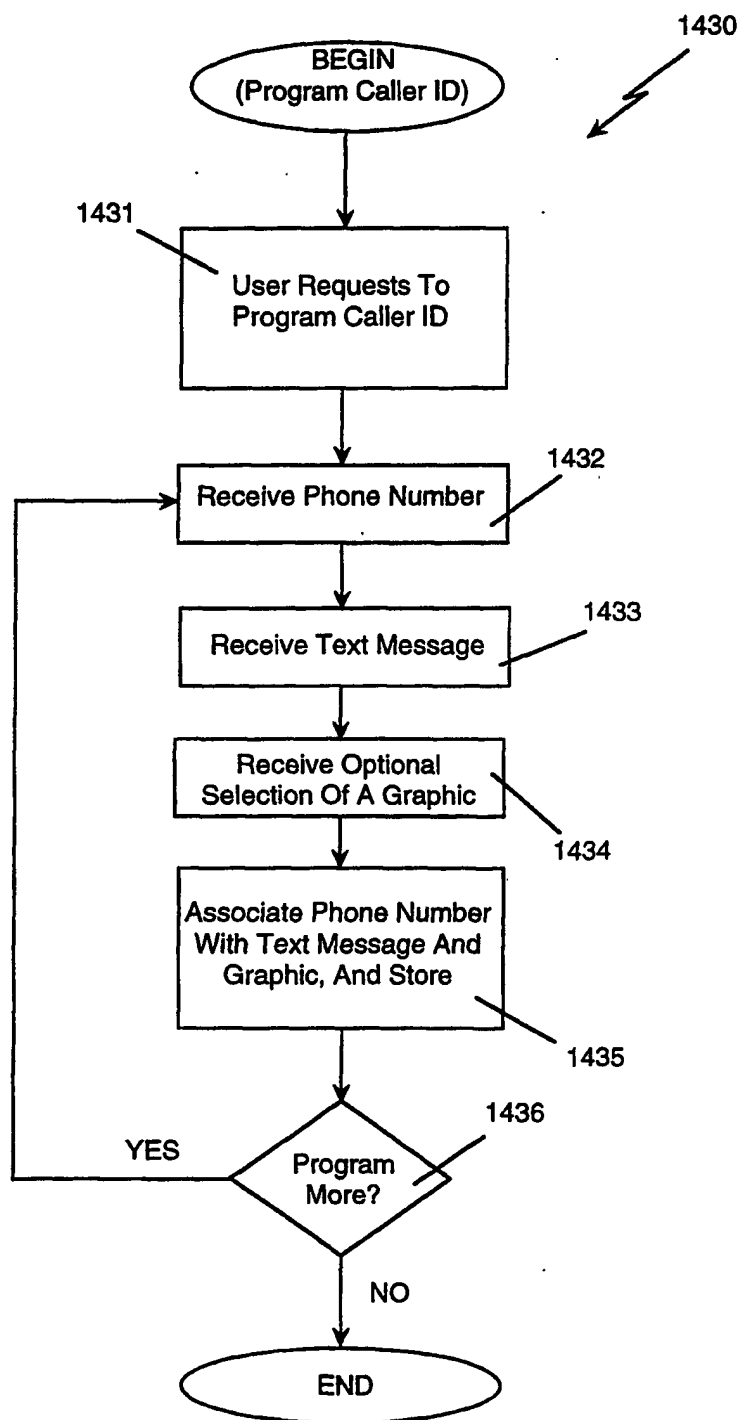 1430
BEGIN
(Program Caller ID)
1431
User Requests To
Program Caller ID
1432
Receive Phone Number
1433
Receive Text Message
Receive Optional
Selection Of A Graphic
1434
Associate Phone Number
With Text Message And
Graphic, And Store
1435
1436
YES
Program
More?
NO
END